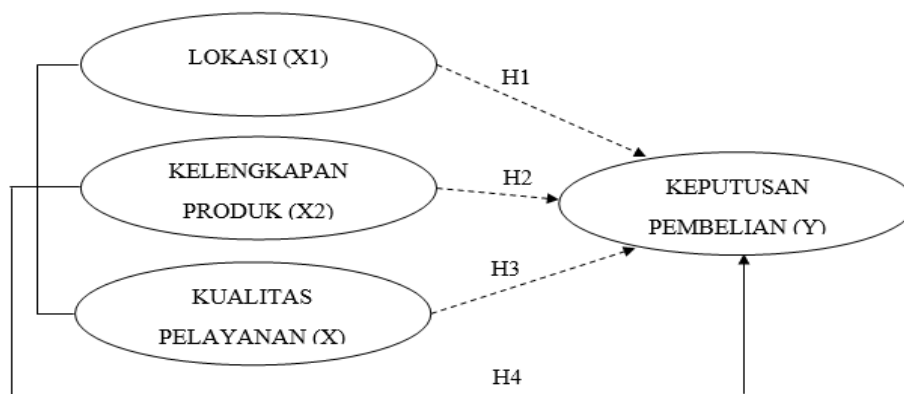 LOKASI (X1)
H1
KELENGKAPAN
PRODUK (X2)
H2
KEPUTUSAN
PEMBELIAN (Y)
H3
KUALITAS
PELAYANAN (X)
H4